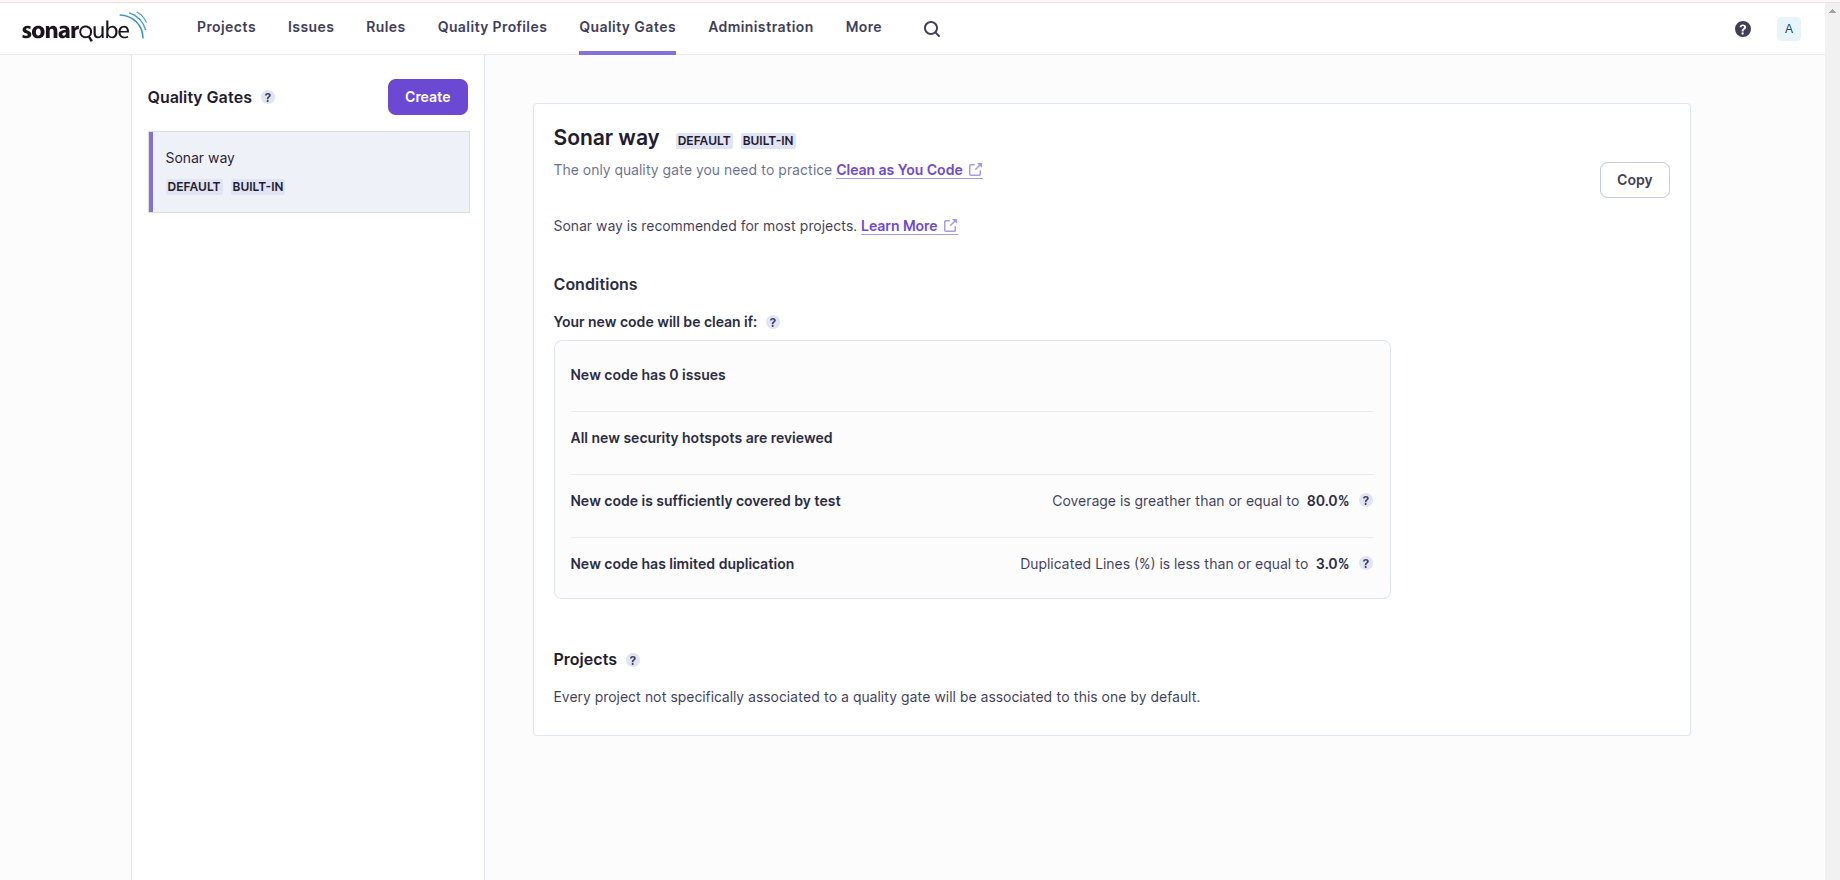 sonarqube
Projects Issues Rules Quality Profiles Quality Gates Administration More
?
A
Quality Gates ?
Create
Sonar way
DEFAULT BUILT-IN
Sonar way DEFAULT BUILT-IN
The only quality gate you need to practice Clean as You Code
Copy
Sonar way is recommended for most projects. Learn More
Conditions
Your new code will be clean if: ?
New code has 0 issues
All new security hotspots are reviewed
New code is sufficiently covered by test Coverage is greather than or equal to 80.0% ?
New code has limited duplication Duplicated Lines (%) is less than or equal to 3.0% ?
Projects ?
Every project not specifically associated to a quality gate will be associated to this one by default.